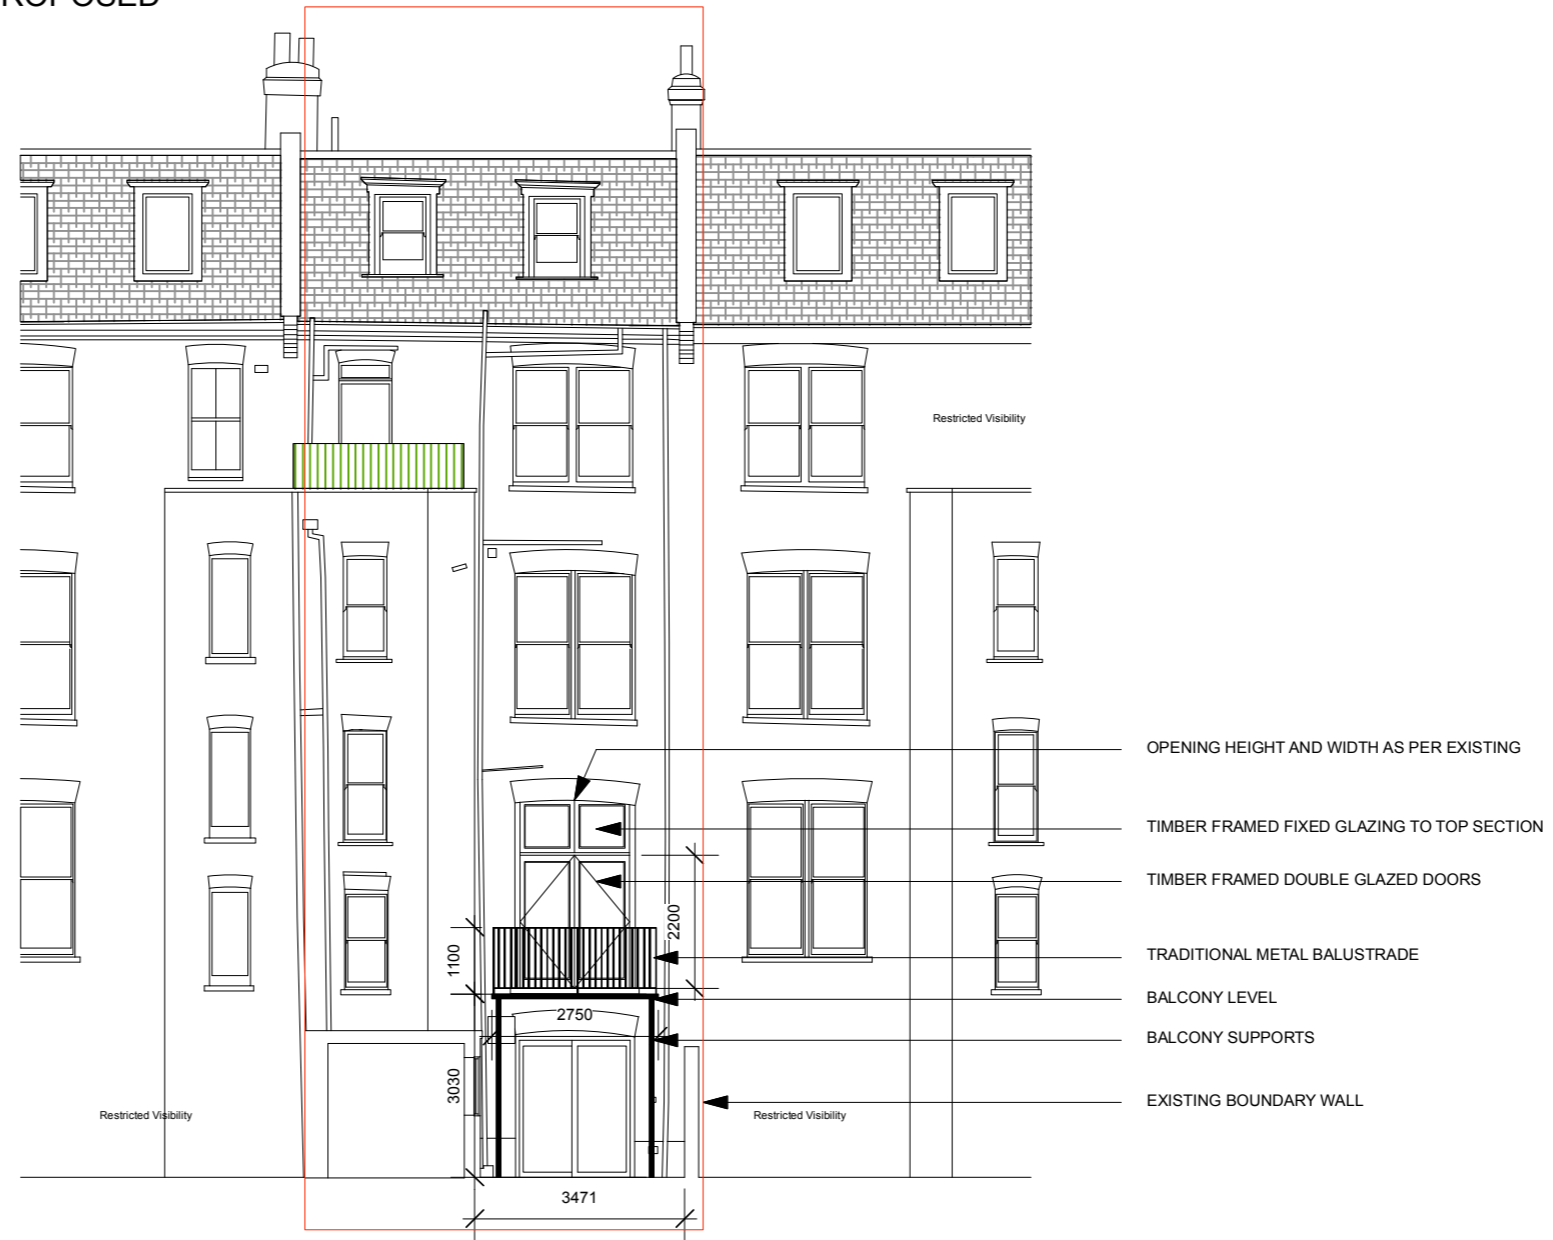 ROPOSED
Restricted Visibility
OPENING HEIGHT AND WIDTH AS PER EXISTING
TIMBER FRAMED FIXED GLAZING TO TOP SECTION
TIMBER FRAMED DOUBLE GLAZED DOORS
2200
1100
TRADITIONAL METAL BALUSTRADE
BALCONY LEVEL
2750
BALCONY SUPPORTS
3030
EXISTING BOUNDARY WALL
Restricted Visibility
Restricted Visibility
3471